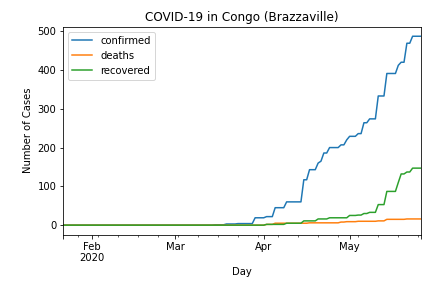 COVID-19 in Congo (Brazzaville)
confirmed
deaths
recovered
Number of Cases
500
400
300
200
100
0
Feb Mar Apr May
2020
Day